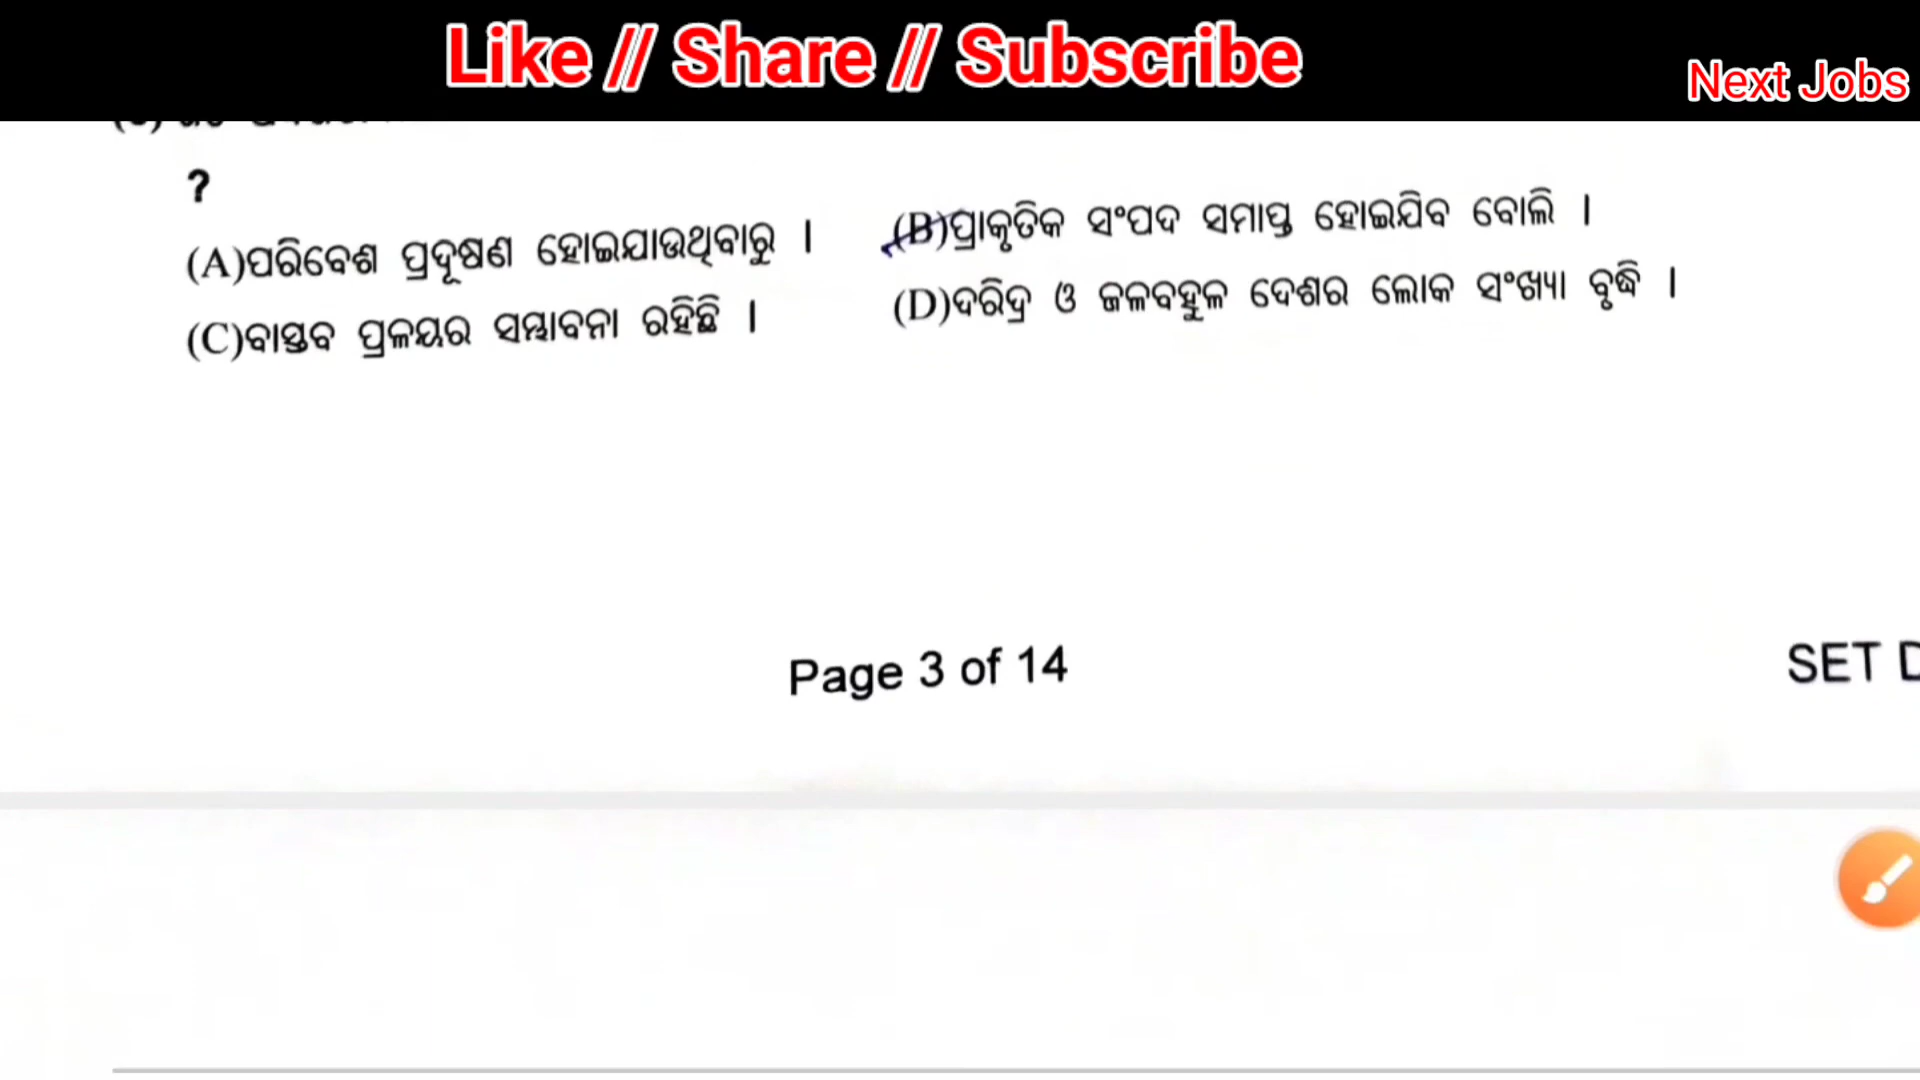 Like // Share // Subscribe
Next Jobs
?
(A)ପରିବେଶ ପ୍ରଦୂଷଣ ହୋଇଯାଉଥିବାରୁ ।
(B)ପ୍ରାକୃତିକ ସଂପଦ ସମାପ୍ତ ହୋଇଯିବ ବୋଲି ।
(C)ବାସ୍ତବ ପ୍ରଳୟର ସମ୍ଭାବନା ରହିଛି ।
(D)ଦରିଦ୍ର ଓ ଜଳବହୁଳ ଦେଶର ଲୋକ ସଂଖ୍ୟା ବୃଦ୍ଧି ।
Page 3 of 14
SET D